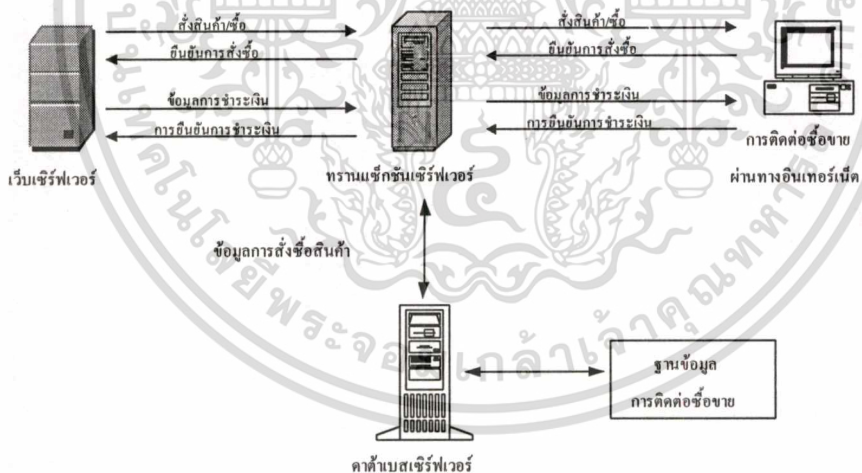 สั่งสินค้า/ซื้อ
ยืนยันการสั่งซื้อ
ข้อมูลการชำระเงิน
การยืนยันการชำระเงิน
สั่งสินค้า/ซื้อ
ยืนยันการสั่งซื้อ
ข้อมูลการชำระเงิน
การยืนยันการชำระเงิน
เว็บเซิร์ฟเวอร์
ทรานแซ็กชันเซิร์ฟเวอร์
การติดต่อซื้อขาย
ผ่านทางอินเทอร์เน็ต
ข้อมูลการสั่งซื้อสินค้า
ฐานข้อมูล
การติดต่อซื้อขาย
ดาต้าเบสเซิร์ฟเวอร์